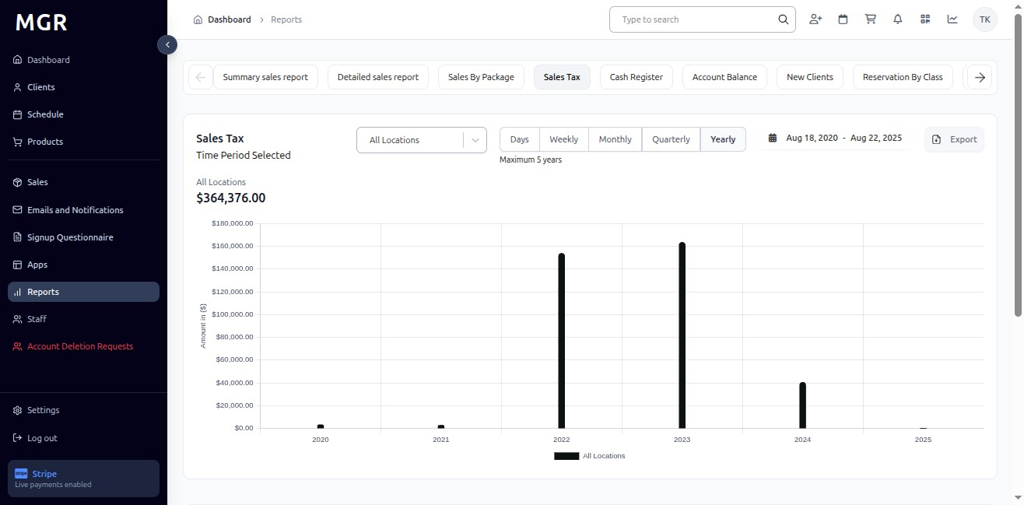 MGR
Dashboard
Clients
Schedule
Products
Sales
Emails and Notifications
Signup Questionnaire
Apps
Reports
Staff
Account Deletion Requests
Settings
Log out
Stripe
Live payments enabled
Dashboard > Reports
Type to search
TK
Summary sales report
Detailed sales report
Sales By Package
Sales Tax
Cash Register
Account Balance
New Clients
Reservation By Class
Sales Tax
Time Period Selected
All Locations
Days
Weekly
Monthly
Quarterly
Yearly
Maximum 5 years
Aug 18, 2020 - Aug 22, 2025
Export
All Locations
$364,376.00
Amount in ($)
$180,000.00
$160,000.00
$140,000.00
$120,000.00
$100,000.00
$80,000.00
$60,000.00
$40,000.00
$20,000.00
$0.00
2020
2021
2022
2023
2024
2025
All Locations